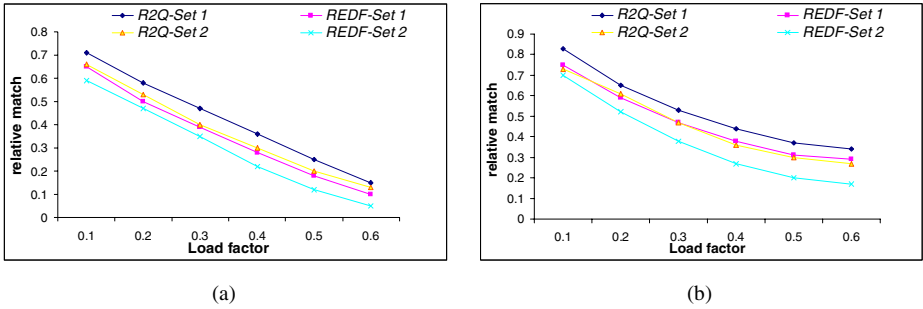 R2Q-Set 1 REDF-Set 1
R2Q-Set 2 REDF-Set 2
relative match
0.8
0.7
0.6
0.5
0.4
0.3
0.2
0.1
0
0.1 0.2 0.3 0.4 0.5 0.6
Load factor
(a)
R2Q-Set 1 REDF-Set 1
R2Q-Set 2 REDF-Set 2
relative match
0.9
0.8
0.7
0.6
0.5
0.4
0.3
0.2
0.1
0
0.1 0.2 0.3 0.4 0.5 0.6
Load factor
(b)